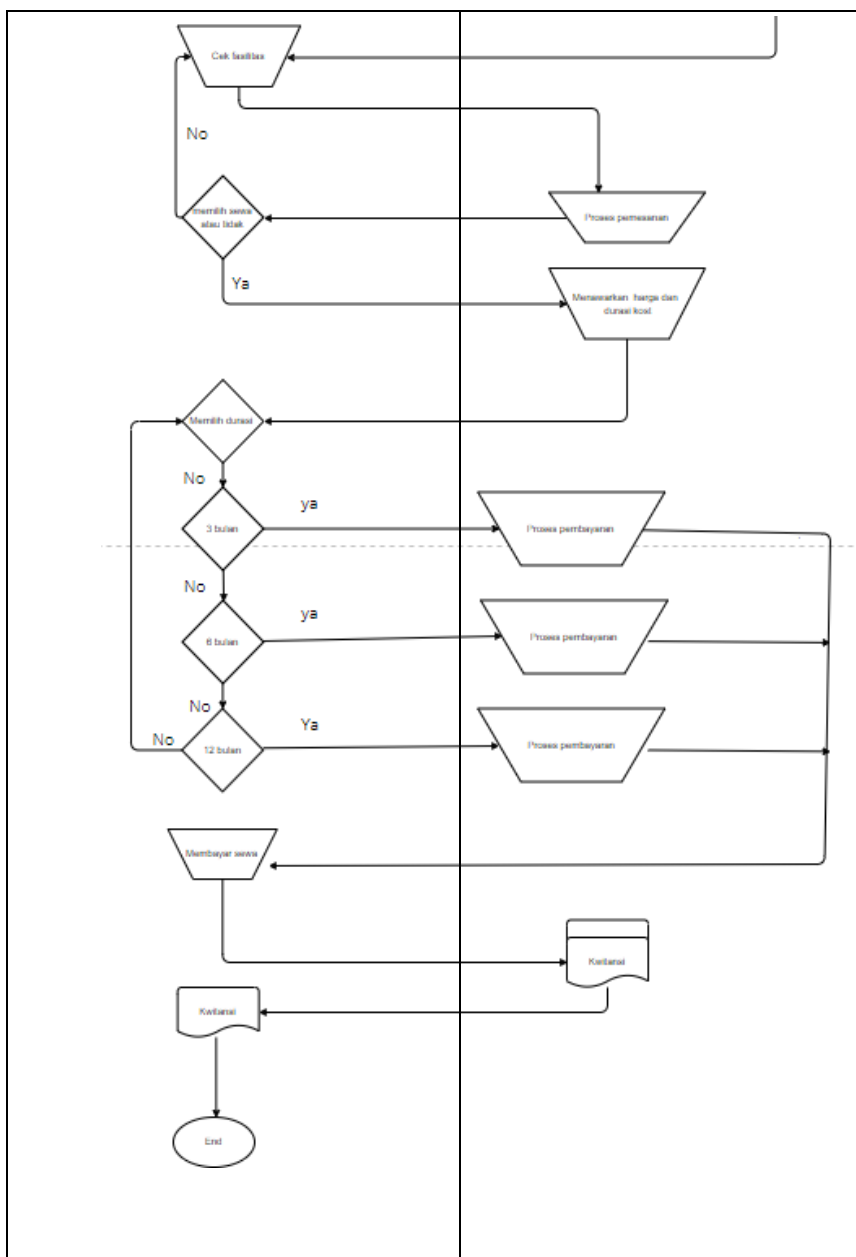 Cek fasilitas
No
memilih sewa
atau tidak
Proses pemesanan
Ya
Menawarkan harga dan
durasi kost
Memilih durasi
No
ya
3 bulan
Proses pembayaran
No
ya
6 bulan
Proses pembayaran
No
Ya
No
12 bulan
Proses pembayaran
Membayar sewa
Kwitansi
Kwitansi
End